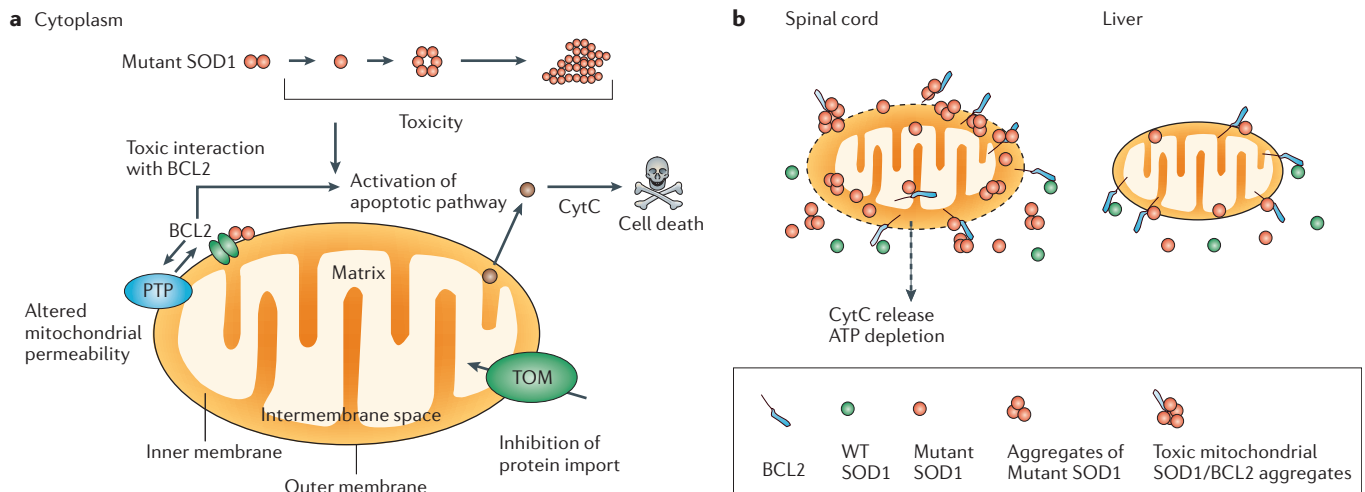 a Cytoplasm
Mutant SOD1
Toxicity
Toxic interaction
with BCL2
Activation of
apoptotic pathway
CytC
Cell death
BCL2
Matrix
PTP
Altered
mitochondrial
permeability
TOM
Intermembrane space
Inner membrane
Inhibition of
protein import
Outer membrane
b Spinal cord
Liver
CytC release
ATP depletion
BCL2
WT
SOD1
Mutant
SOD1
Aggregates of
Mutant SOD1
Toxic mitochondrial
SOD1/BCL2 aggregates